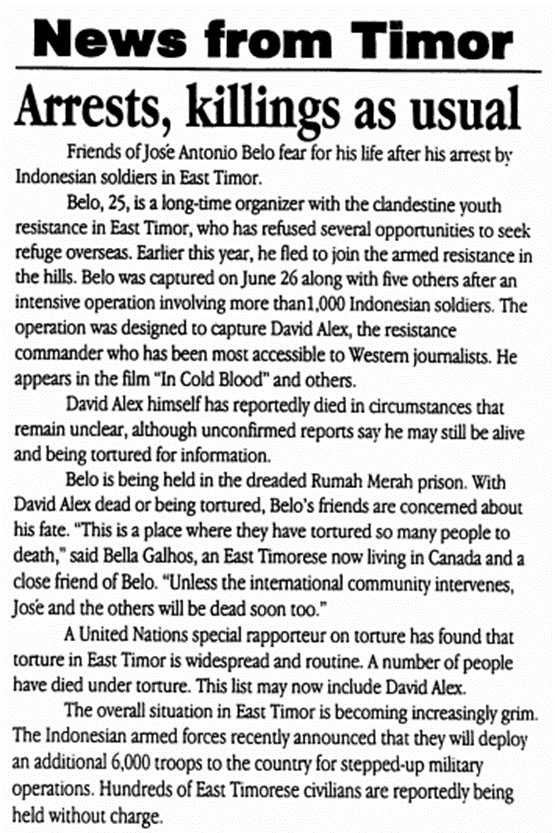 News from Timor
Arrests, killings as usual
Friends of José Antonio Belo fear for his life after his arrest by
Indonesian soldiers in East Timor.
Belo, 25, is a long-time organizer with the clandestine youth
resistance in East Timor, who has refused several opportunities to seek
refuge overseas. Earlier this year, he fled to join the armed resistance in
the hills. Belo was captured on June 26 along with five others after an
intensive operation involving more than1,000 Indonesian soldiers. The
operation was designed to capture David Alex, the resistance
commander who has been most accessible to Western journalists. He
appears in the film “In Cold Blood” and others.
David Alex himself has reportedly died in circumstances that
remain unclear, although unconfirmed reports say he may still be alive
and being tortured for information.
Belo is being held in the dreaded Rumah Merah prison. With
David Alex dead or being tortured, Belo’s friends are concerned about
his fate. “This is a place where they have tortured so many people to
death,” said Bella Galhos, an East Timorese now living in Canada and a
close friend of Belo. “Unless the international community intervenes,
José and the others will be dead soon too.”
A United Nations special rapporteur on torture has found that
torture in East Timor is widespread and routine. A number of people
have died under torture. This list may now include David Alex.
The overall situation in East Timor is becoming increasingly grim.
The Indonesian armed forces recently announced that they will deploy
an additional 6,000 troops to the country for stepped-up military
operations. Hundreds of East Timorese civilians are reportedly being
held without charge.